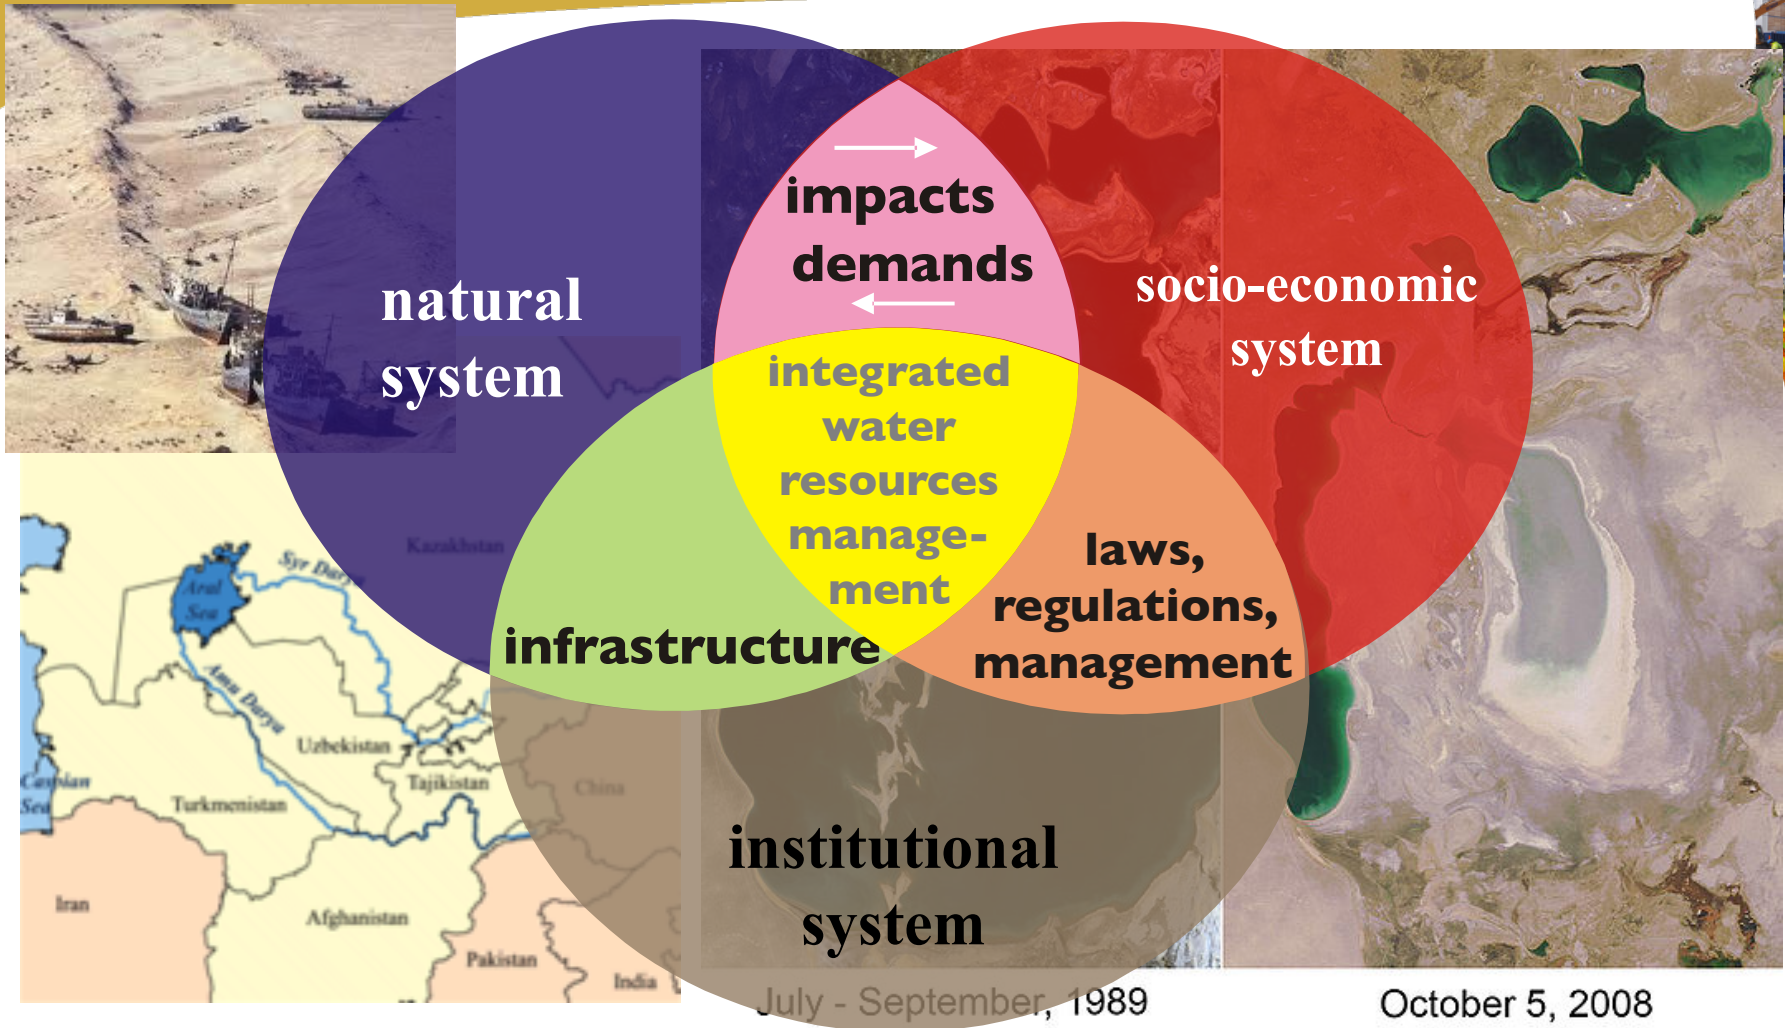 impacts
demands
natural
system
socio-economic
system
integrated
water
resources
manage-
ment
infrastructure
laws,
regulations,
management
institutional
system
Kazakhstan
Syr Darya
Aral
Sea
Amu Darya
Uzbekistan
Caspian
Sea
Turkmenistan
Tajikistan
China
Iran
Afghanistan
Pakistan
India
July - September, 1989
October 5, 2008